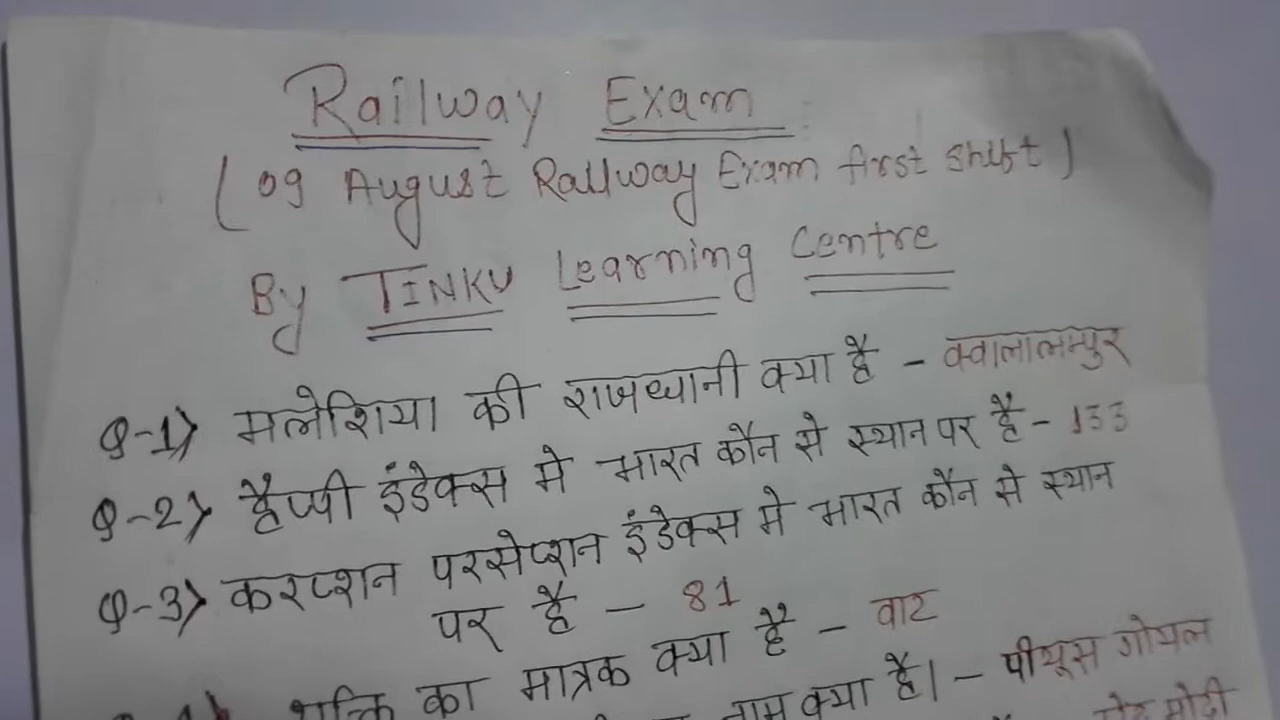 Railway Exam
(09 August Railway Exam first shift)
By TINKU Learning Centre
Q-1) मलेशिया की राजधानी क्या है - क्वालालम्पुर
Q-2) हैप्पी इंडेक्स मे भारत कौन से स्थान पर है - 133
Q-3) करप्शन परसेप्शन इंडेक्स मे भारत कौन से स्थान
पर है - 81
शक्ति का मात्रक क्या है - वाट
नाम क्या है। - पीयूस गोयल
मोदी